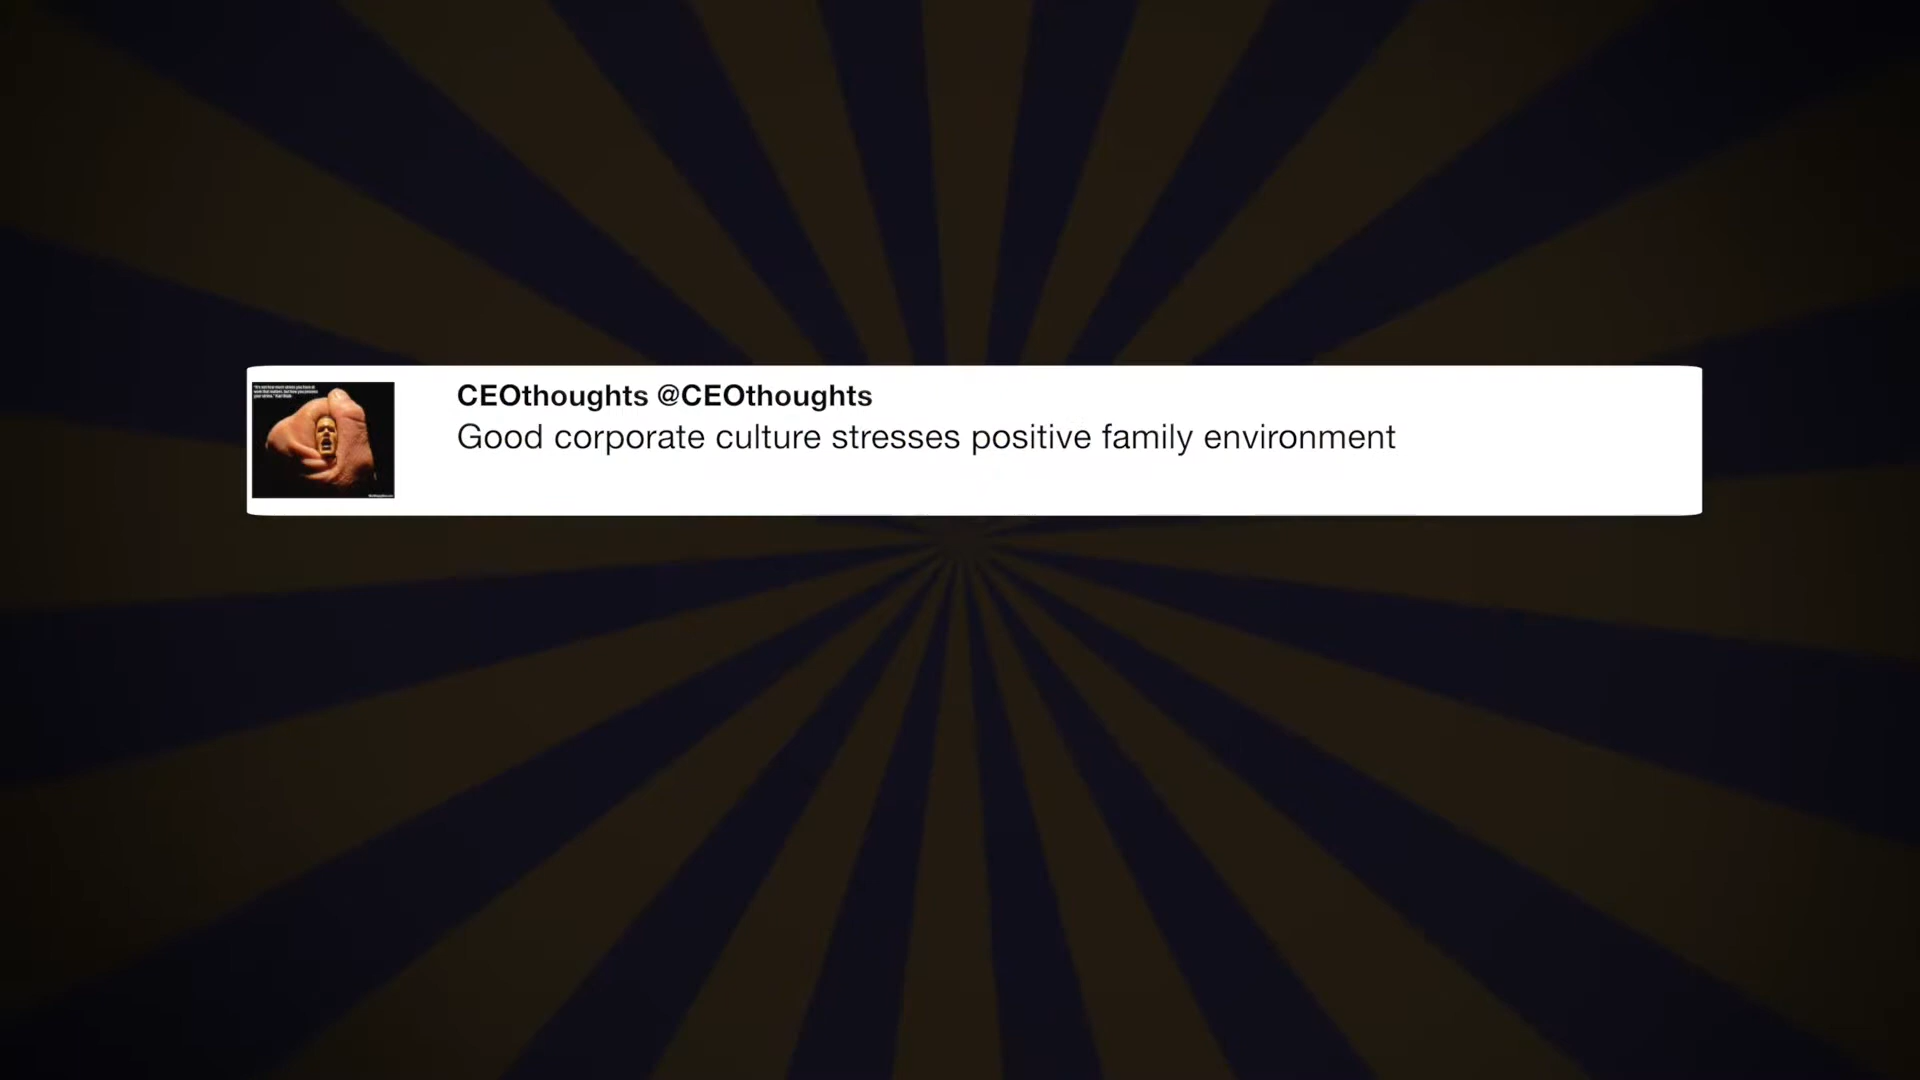 CEOthoughts @CEOthoughts
Good corporate culture stresses positive family environment